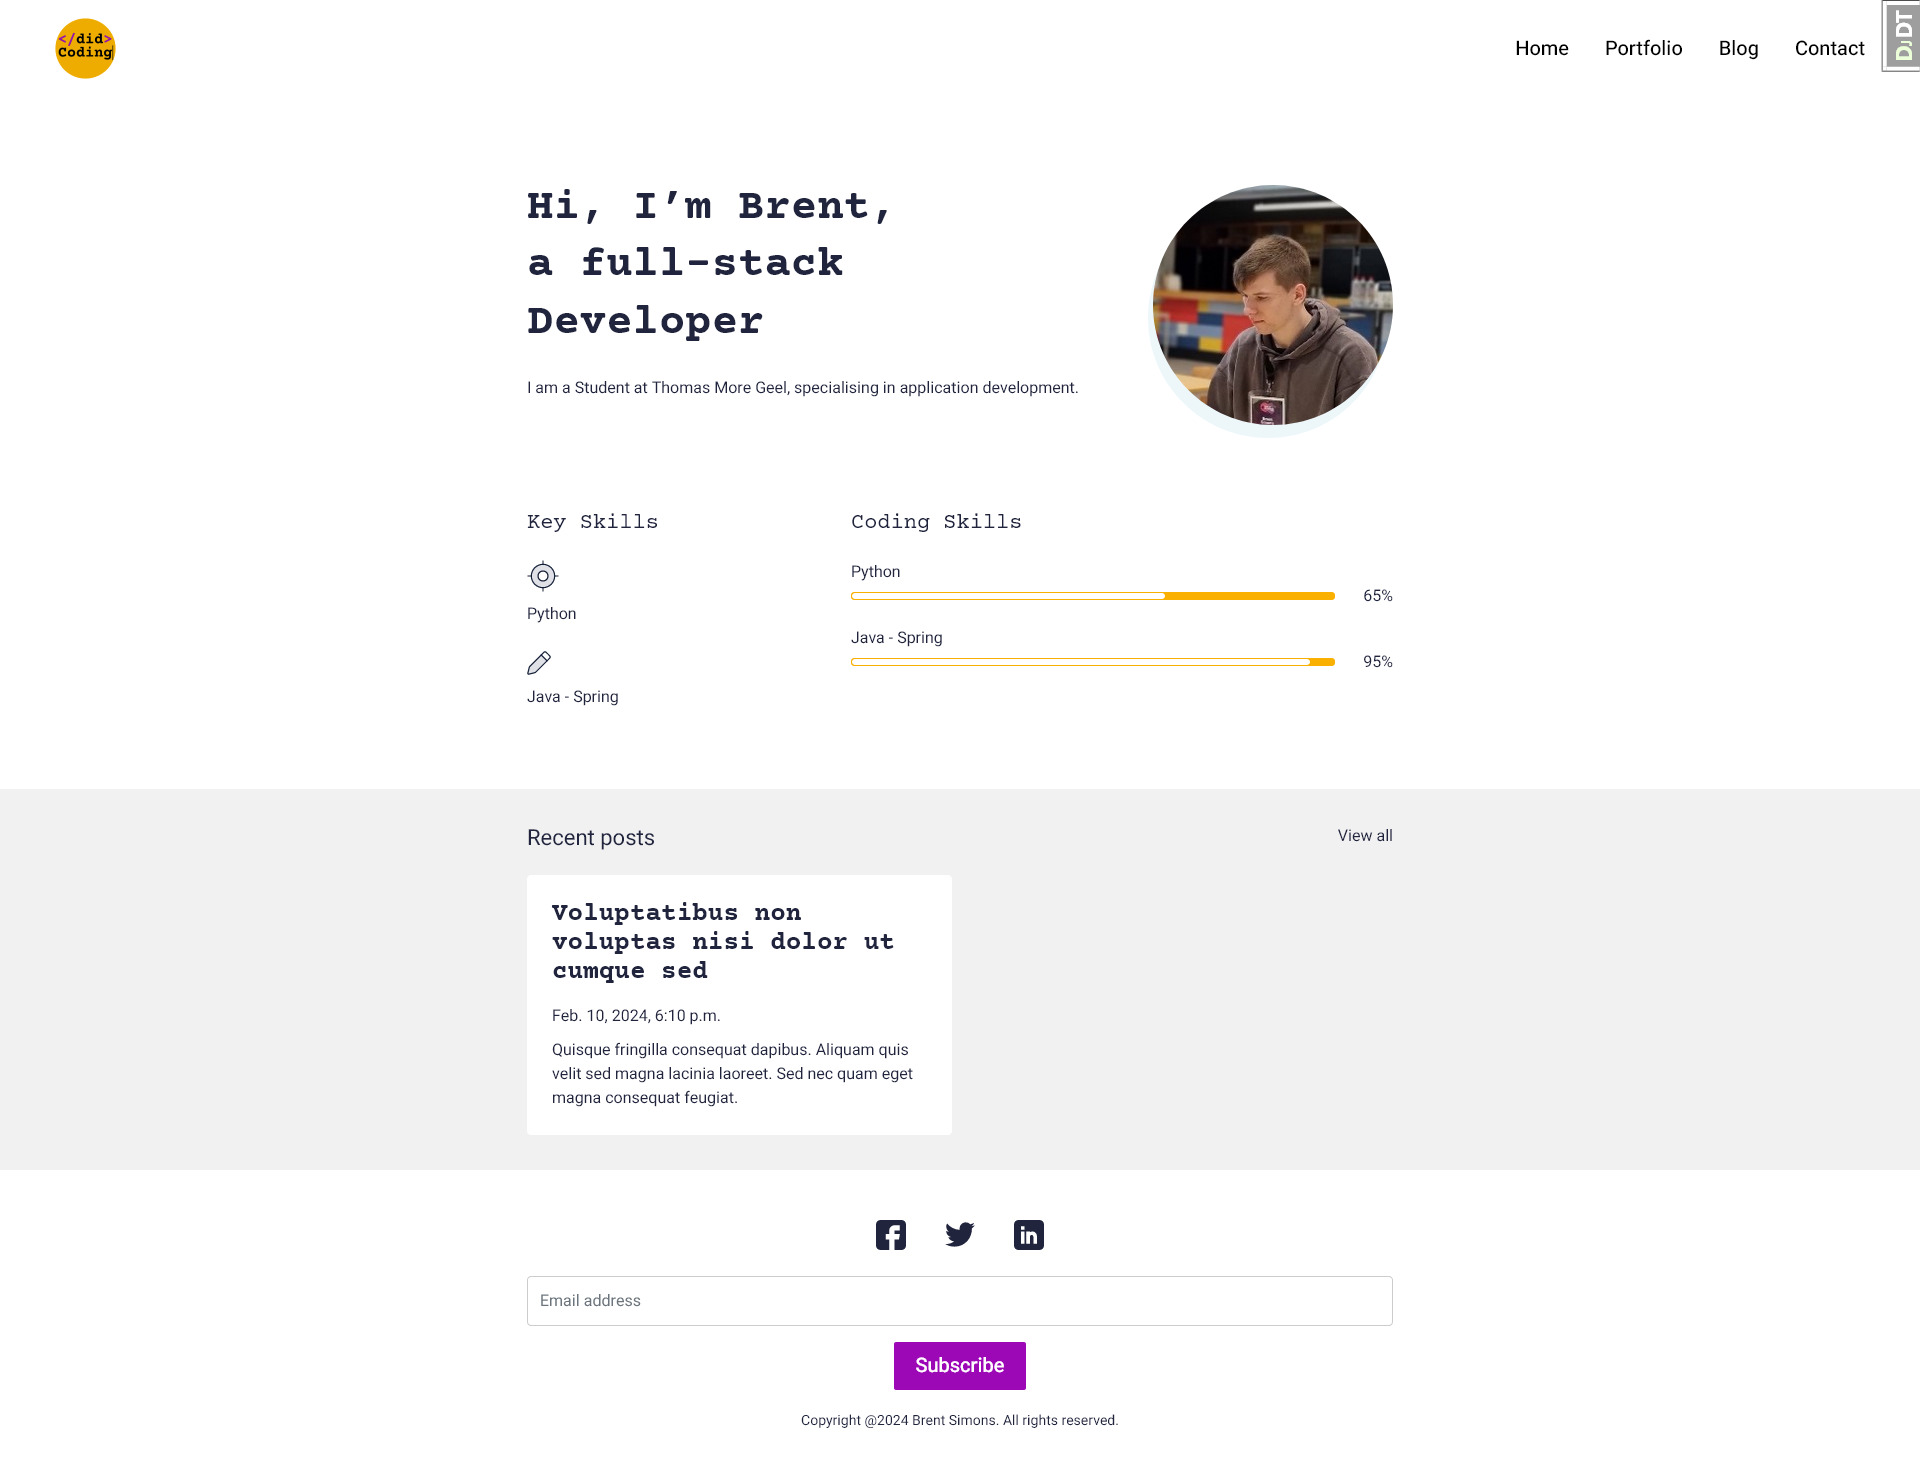 </did>
Coding
Home
Portfolio
Blog
Contact
DJDT
Hi, I’m Brent,
a full-stack
Developer
I am a Student at Thomas More Geel, specialising in application development.
Key Skills
Python
Java - Spring
Coding Skills
Python
65%
Java - Spring
95%
Recent posts
View all
Voluptatibus non
voluptas nisi dolor ut
cumque sed
Feb. 10, 2024, 6:10 p.m.
Quisque fringilla consequat dapibus. Aliquam quis
velit sed magna lacinia laoreet. Sed nec quam eget
magna consequat feugiat.
Email address
Subscribe
Copyright @2024 Brent Simons. All rights reserved.